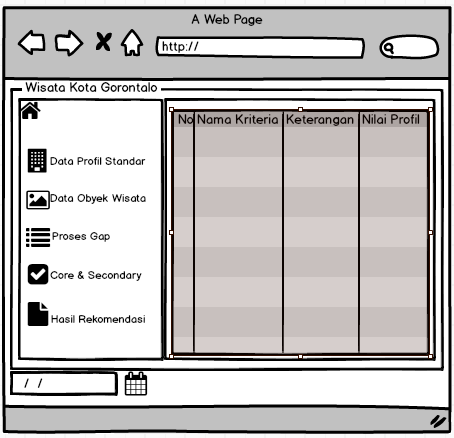 A Web Page
http://
Wisata Kota Gorontalo
No Nama Kriteria Keterangan Nilai Profil
Data Profil Standar
Data Obyek Wisata
Proses Gap
Core & Secondary
Hasil Rekomendasi
/ /